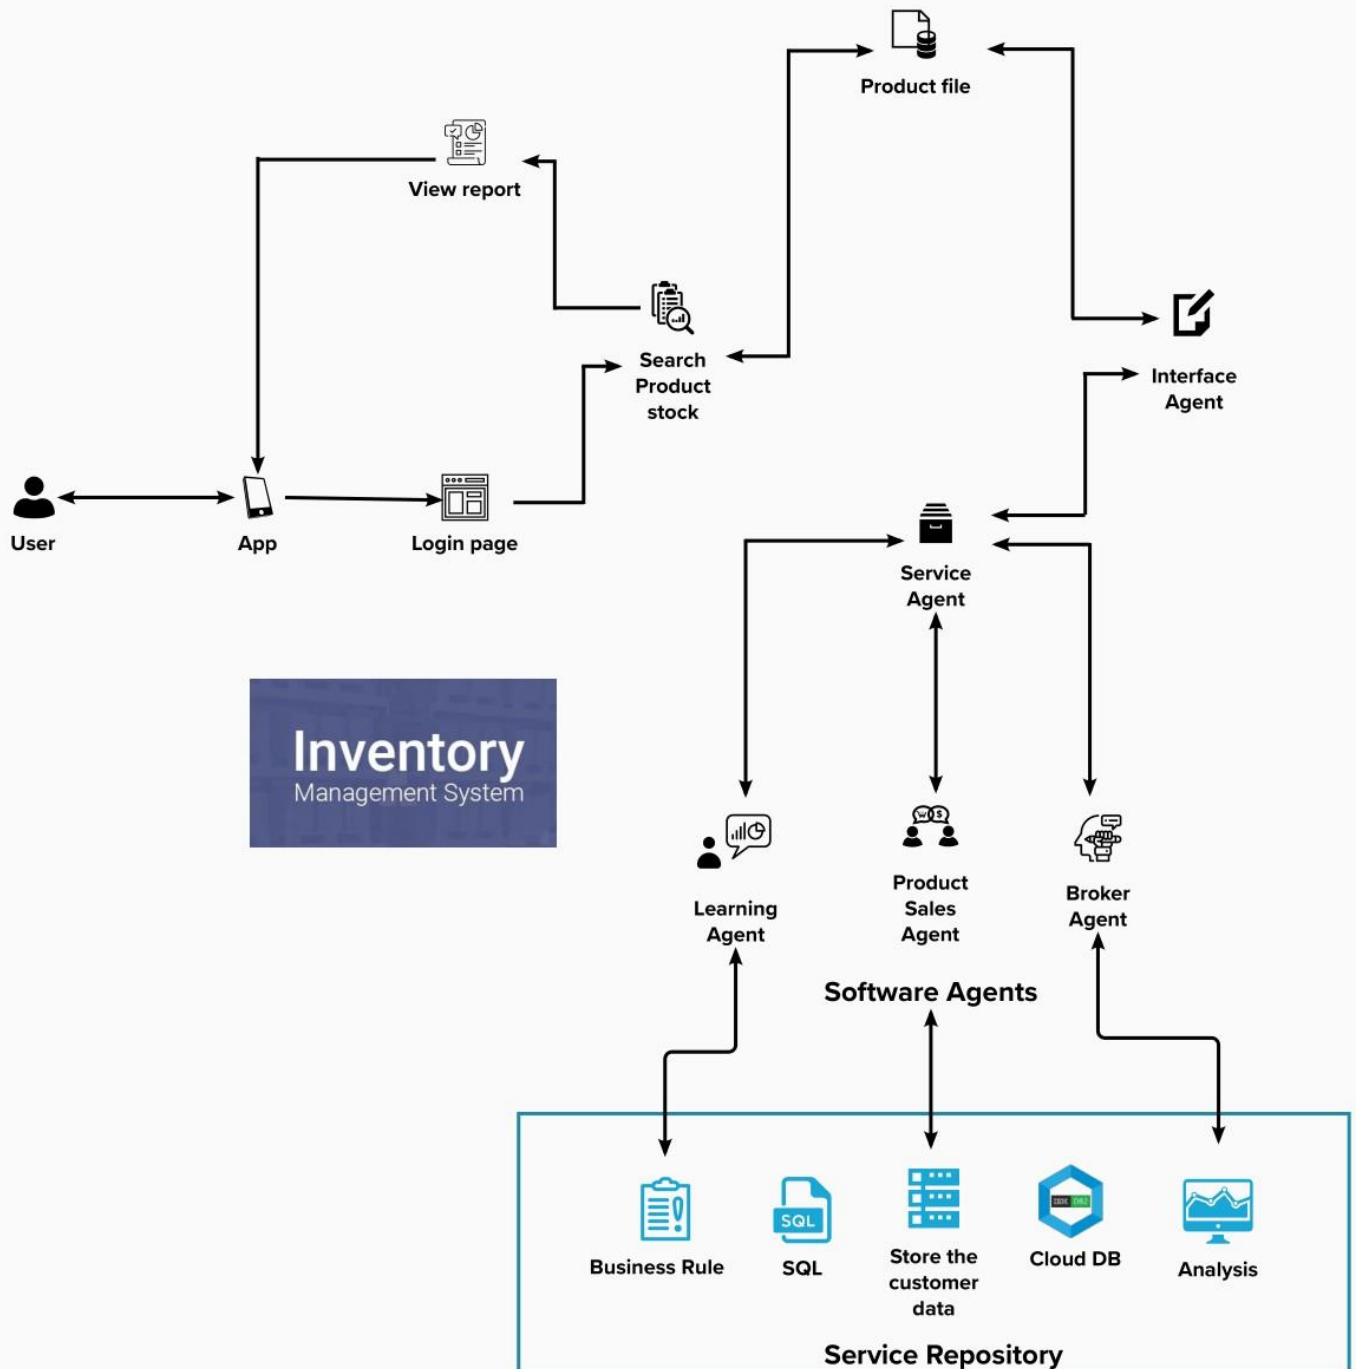 Product file
View report
Search
Product
stock
Interface
Agent
User
App
Login page
Service
Agent
Inventory
Management System
Learning
Agent
Product
Sales
Agent
Broker
Agent
Software Agents
Business Rule
SQL
SQL
Store the
customer
data
Cloud DB
Analysis
Service Repository